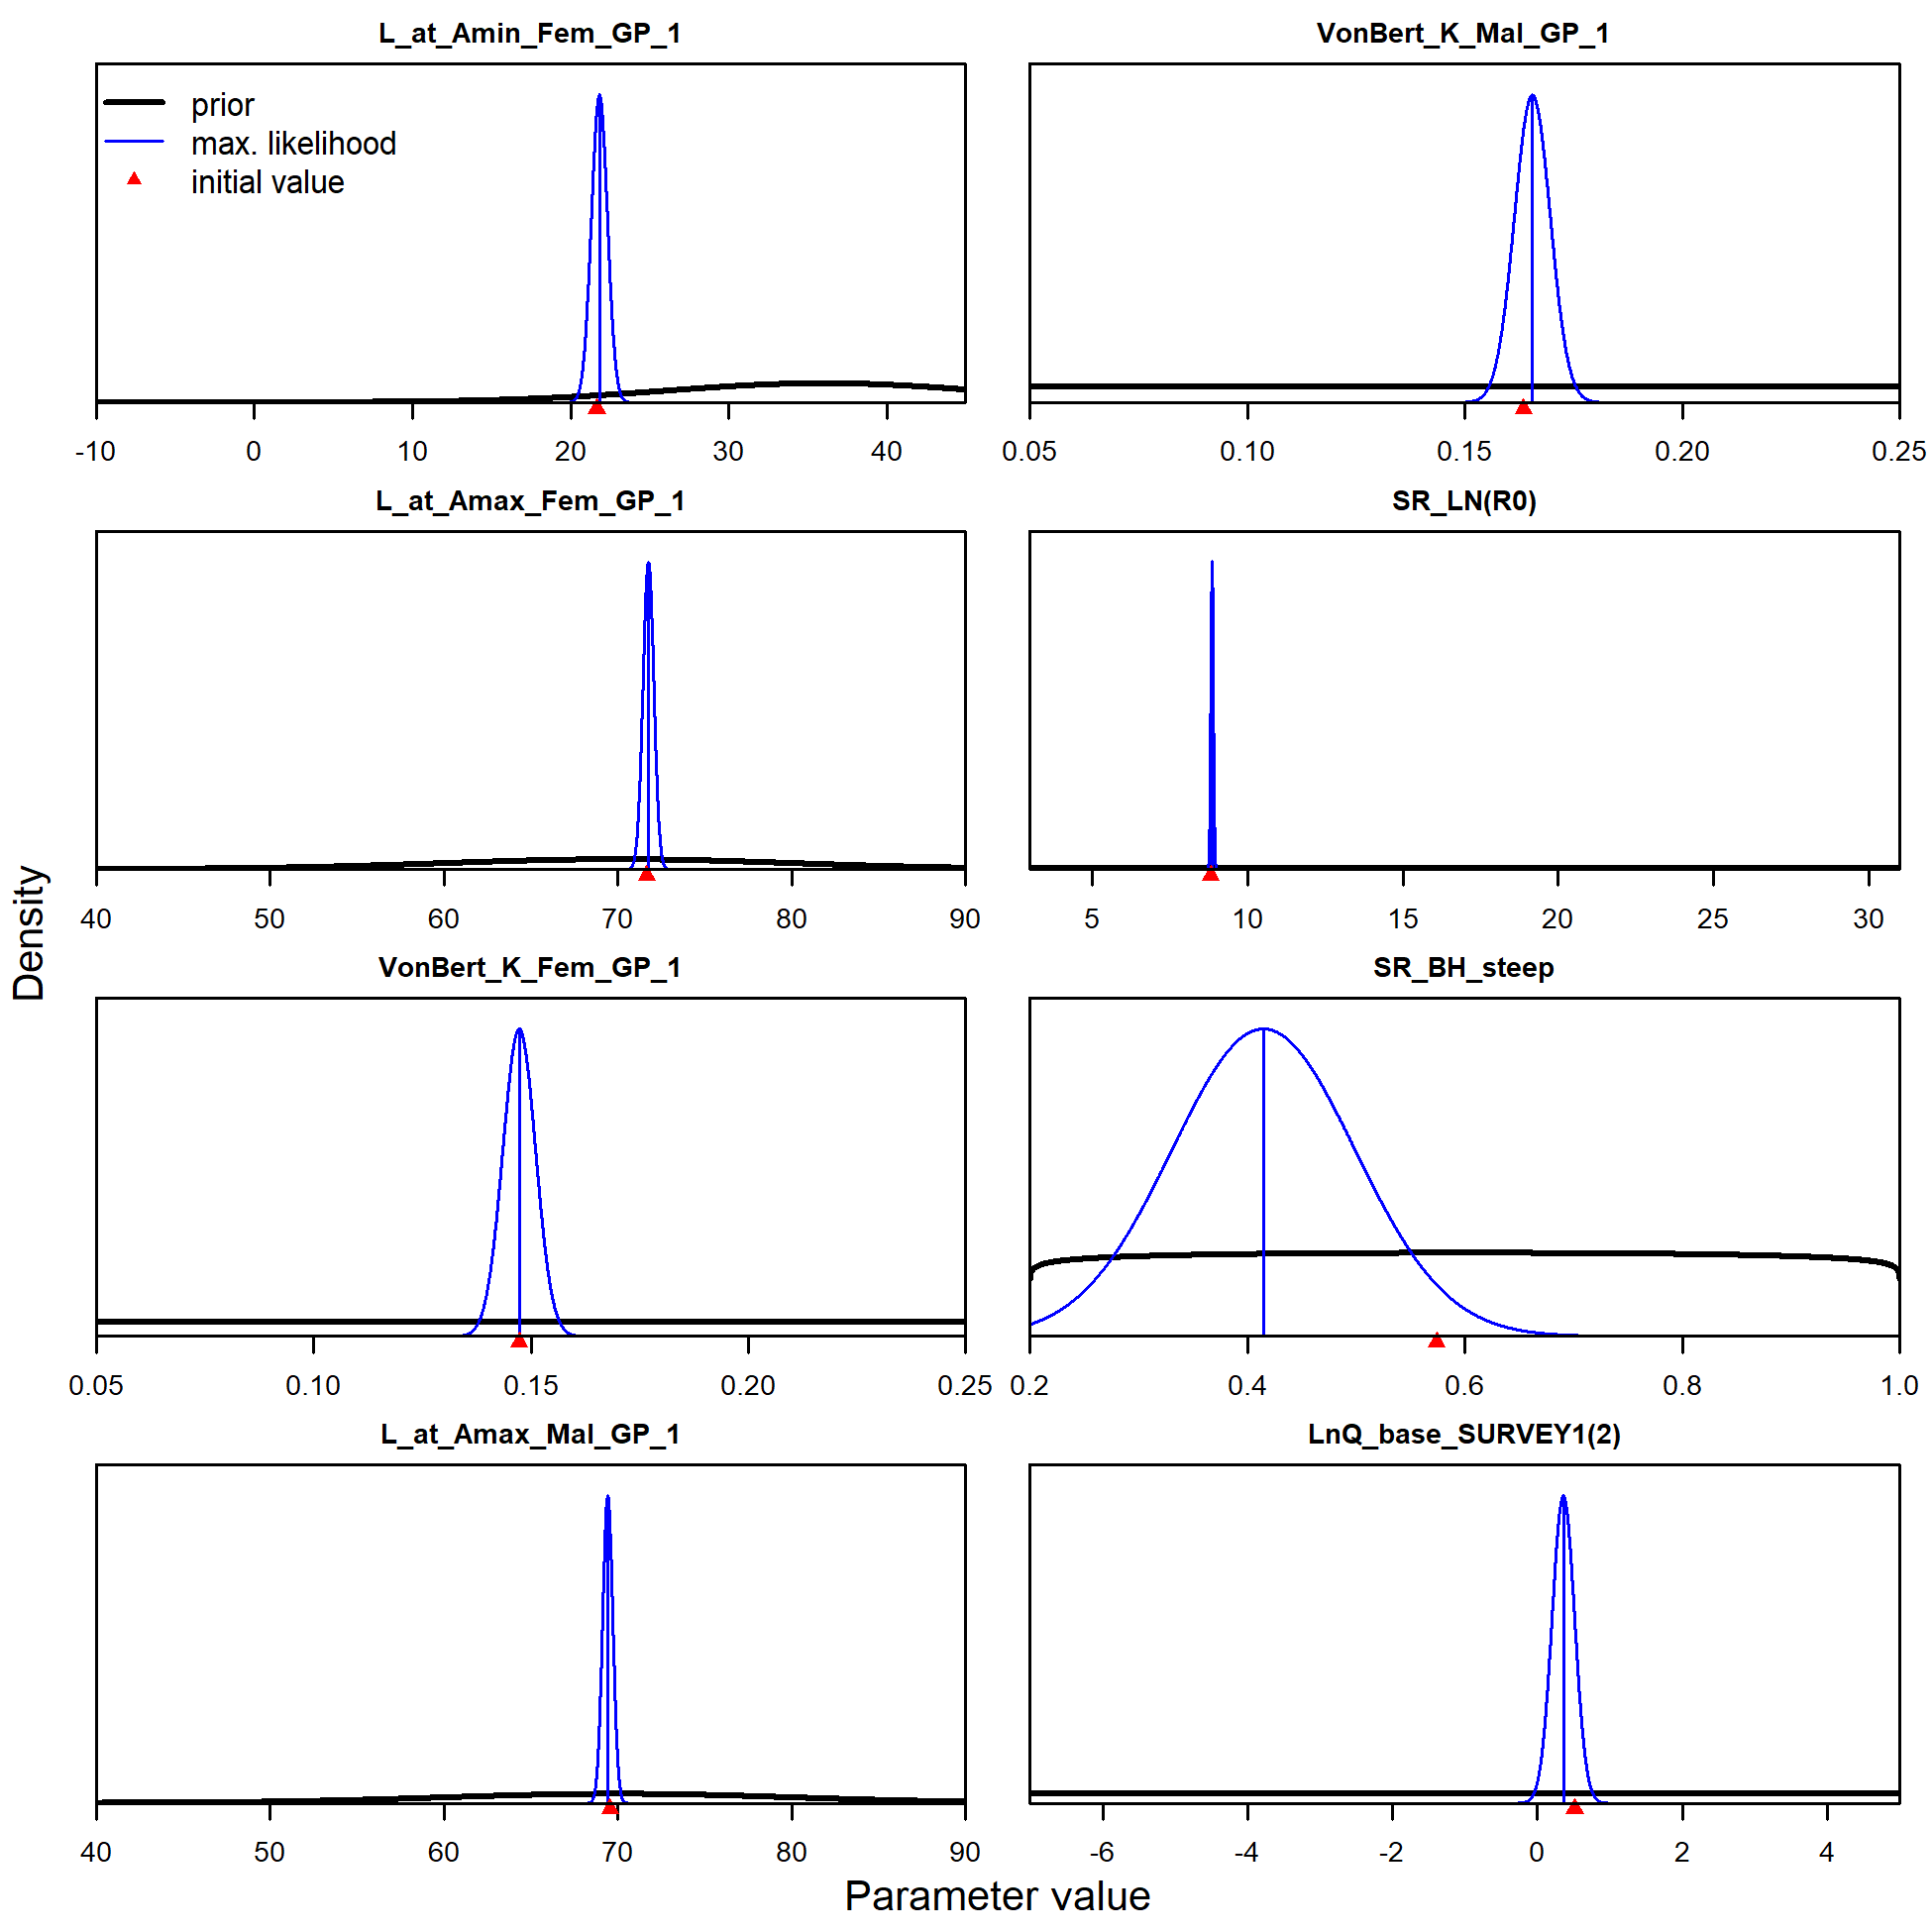 L_at_Amin_Fem_GP_1
prior
max. likelihood
initial value
-10 0 10 20 30 40
VonBert_K_Mal_GP_1
0.05 0.10 0.15 0.20 0.25
L_at_Amax_Fem_GP_1
40 50 60 70 80 90
SR_LN(R0)
5 10 15 20 25 30
VonBert_K_Fem_GP_1
0.05 0.10 0.15 0.20 0.25
SR_BH_steep
0.2 0.4 0.6 0.8 1.0
L_at_Amax_Mal_GP_1
40 50 60 70 80 90
LnQ_base_SURVEY1(2)
-6 -4 -2 0 2 4
Density
Parameter value